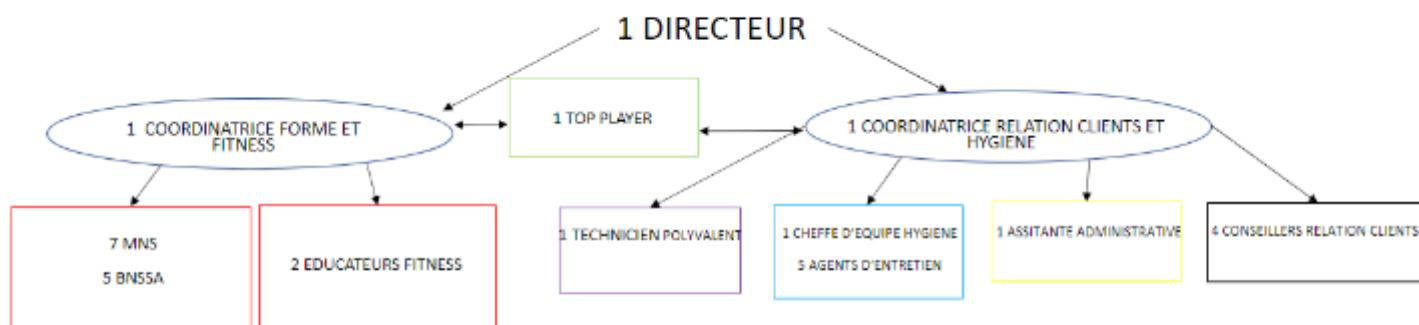 1 DIRECTEUR
1 TOP PLAYER
1 COORDINATRICE FORME ET
FITNESS
1 COORDINATRICE RELATION CLIENTS ET
HYGIENE
7 MNS
5 BNSSA
2 EDUCATEURS FITNESS
1 TECHNICIEN POLYVALENT
1 CHEFFE D'EQUIPE HYGIENE
5 AGENTS D'ENTRETIEN
1 ASSITANTE ADMINISTRATIVE
4 CONSEILLERS RELATION CLIENTS